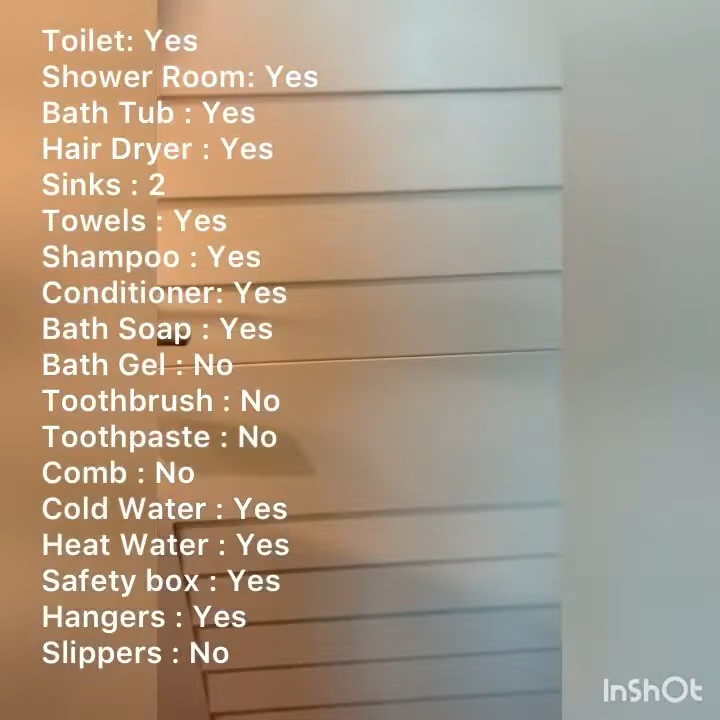 Toilet: Yes
Shower Room: Yes
Bath Tub : Yes
Hair Dryer : Yes
Sinks : 2
Towels : Yes
Shampoo : Yes
Conditioner: Yes
Bath Soap : Yes
Bath Gel : No
Toothbrush : No
Toothpaste : No
Comb : No
Cold Water : Yes
Heat Water : Yes
Safety box : Yes
Hangers : Yes
Slippers : No
InShOt